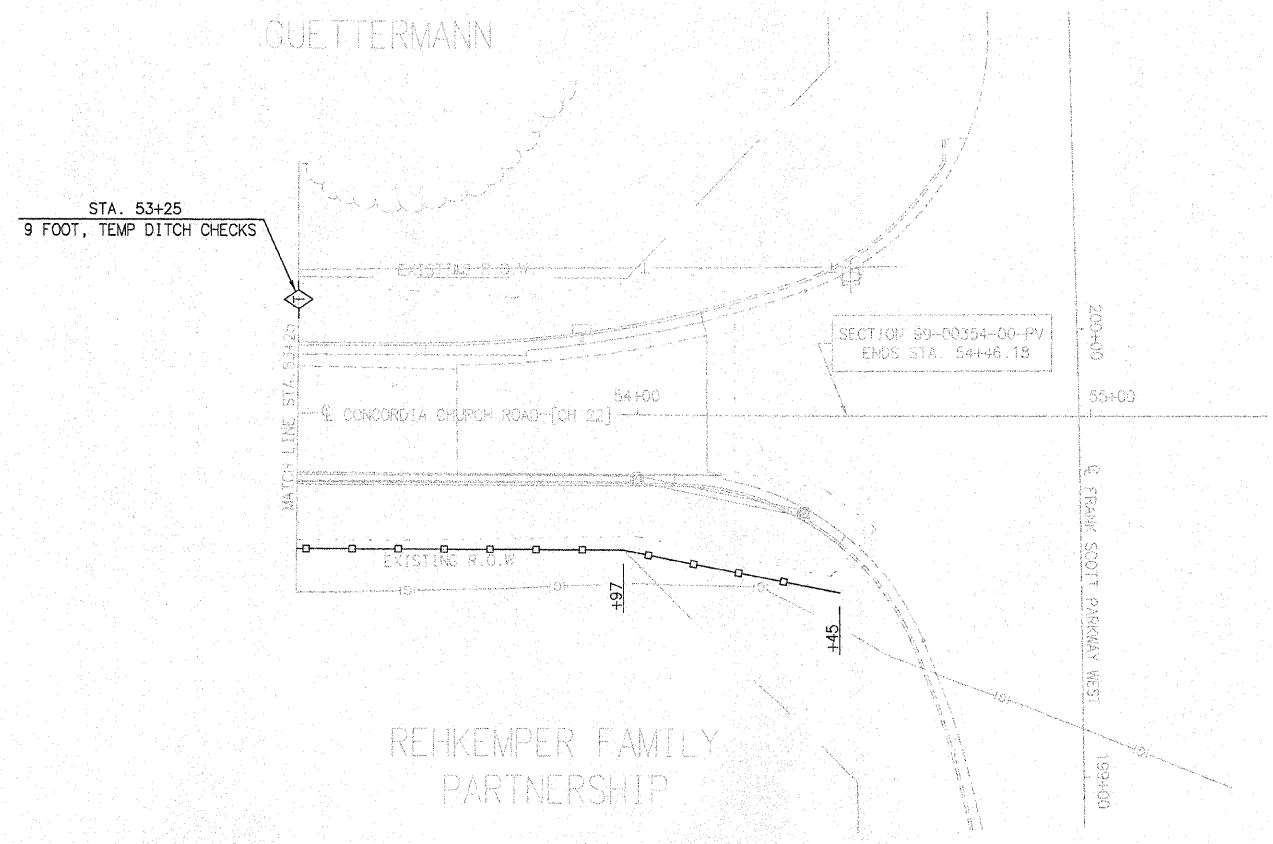 GUETTERMANN
STA. 53+25
9 FOOT, TEMP DITCH CHECKS
T
EXISTING R.O.W
MATCH LINE STA. 53+25
SECTION 99-00354-00-PV
ENDS STA. 54+46.18
200+00
54+00
55+00
℄ CONCORDIA CHURCH ROAD [CH 22]
℄ FRANK SCOTT PARKWAY WEST
EXISTING R.O.W
+97
+45
199+00
REHKEMPER FAMILY
PARTNERSHIP